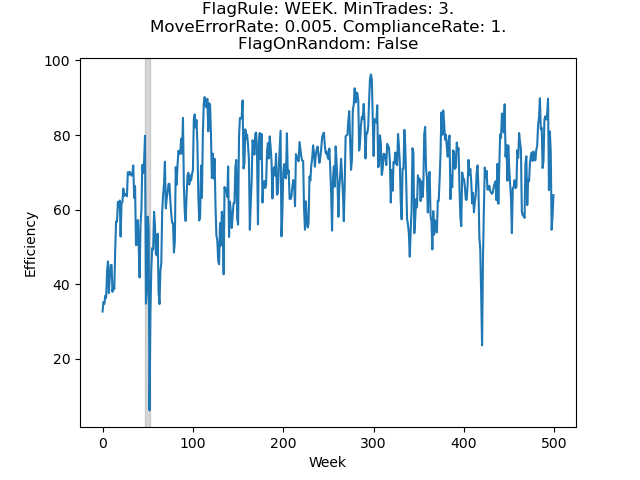 FlagRule: WEEK. MinTrades: 3.
MoveErrorRate: 0.005. ComplianceRate: 1.
FlagOnRandom: False
100
80
60
40
20
Efficiency
0 100 200 300 400 500
Week